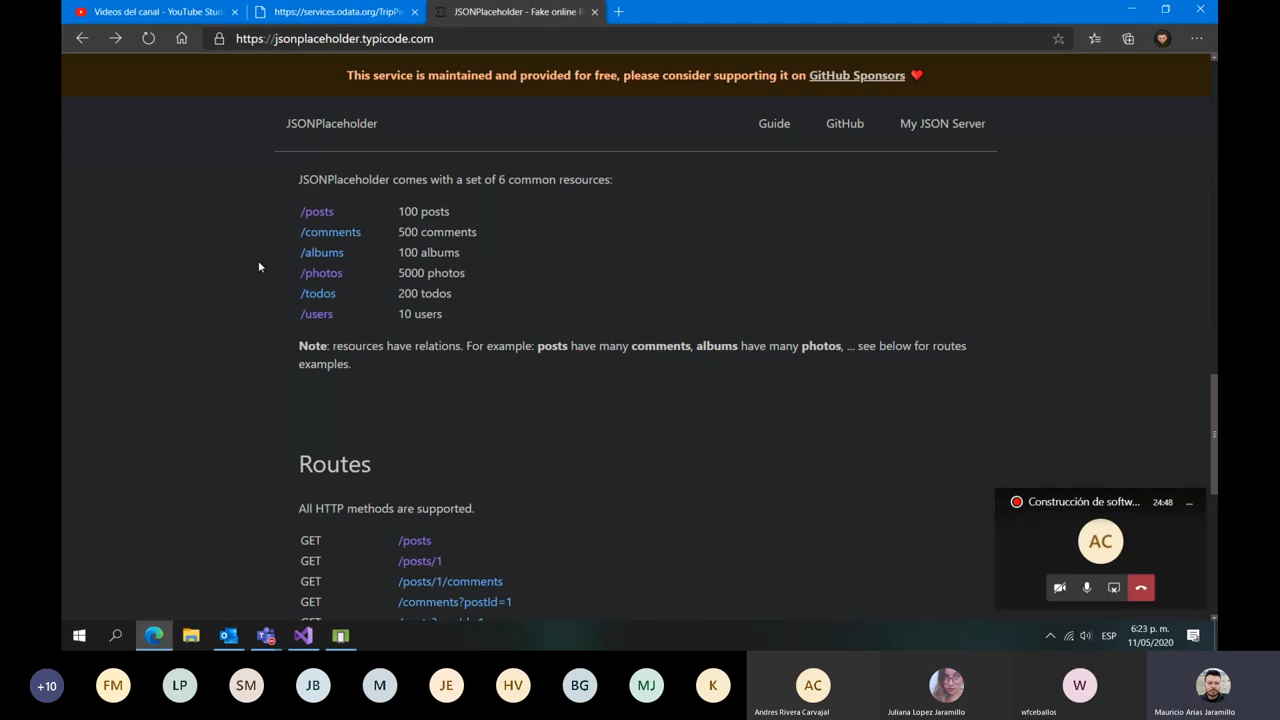 Videos del canal - YouTube Stud
https://services.odata.org/TripPi
JSONPlaceholder - Fake online R
https://jsonplaceholder.typicode.com
This service is maintained and provided for free, please consider supporting it on GitHub Sponsors
JSONPlaceholder
Guide
GitHub
My JSON Server
JSONPlaceholder comes with a set of 6 common resources:
/posts 100 posts
/comments 500 comments
/albums 100 albums
/photos 5000 photos
/todos 200 todos
/users 10 users
Note: resources have relations. For example: posts have many comments, albums have many photos, ... see below for routes
examples.
Routes
All HTTP methods are supported.
GET /posts
GET /posts/1
GET /posts/1/comments
GET /comments?postId=1
Construcción de softw...
24:48
AC
ESP
6:23 p. m.
11/05/2020
+10
FM
LP
SM
JB
M
JE
HV
BG
MJ
K
AC
W
Andres Rivera Carvajal
Juliana Lopez Jaramillo
wfceballos
Mauricio Arias Jaramillo